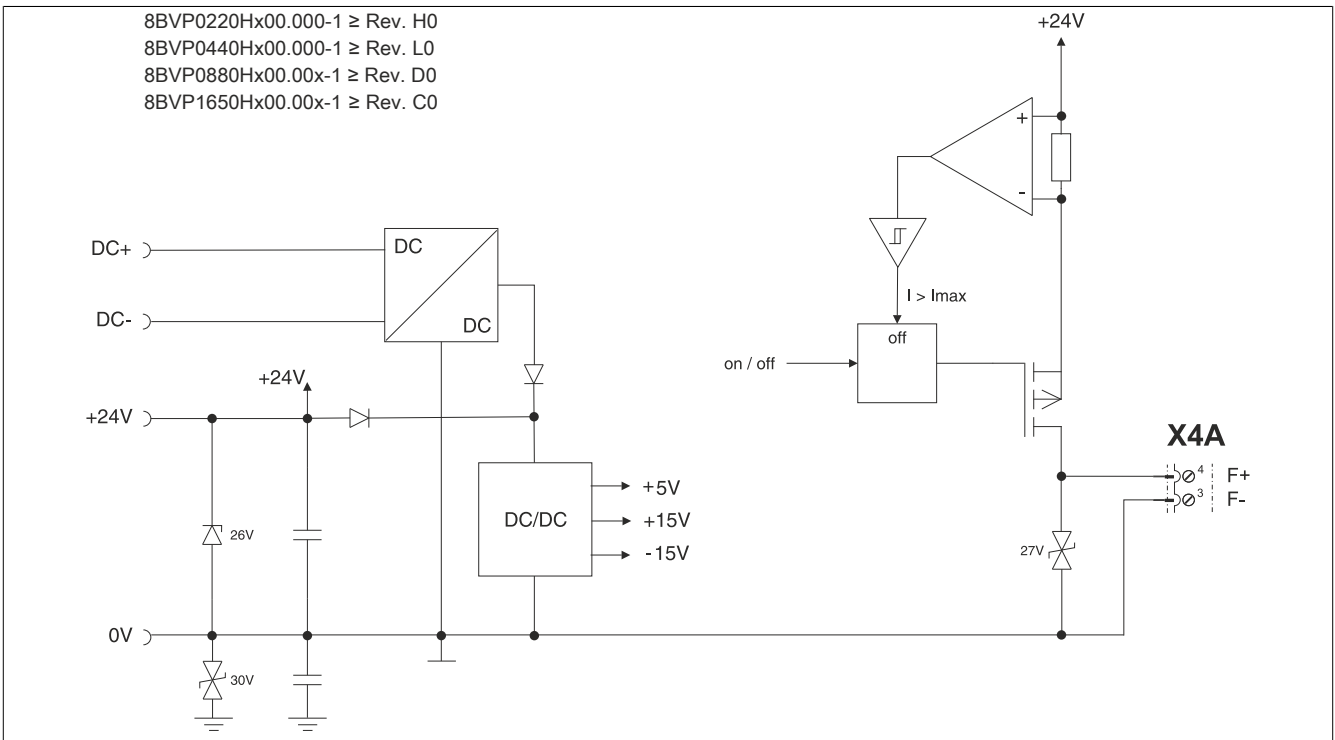 8BVP0220Hx00.000-1 ≥ Rev. H0
8BVP0440Hx00.000-1 ≥ Rev. L0
8BVP0880Hx00.00x-1 ≥ Rev. D0
8BVP1650Hx00.00x-1 ≥ Rev. C0
+24V
+
-
DC+
DC
DC-
DC
I > Imax
off
on / off
+24V
+24V
X4A
4 F+
3 F-
DC/DC
+5V
+15V
-15V
26V
27V
0V
30V